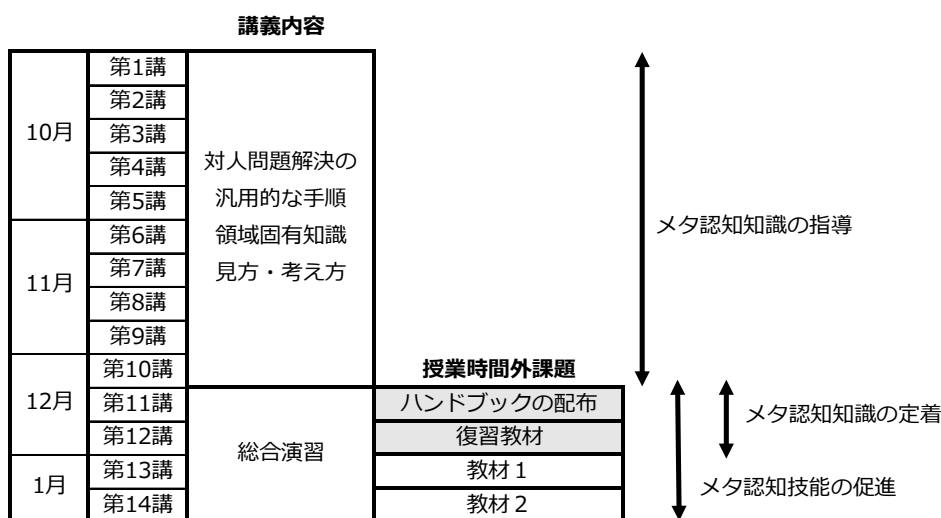 講義内容
10月
第1講
第2講
第3講
第4講
第5講
11月
第6講
第7講
第8講
第9講
対人問題解決の
汎用的な手順
領域固有知識
見方・考え方
メタ認知知識の指導
12月
第10講
第11講
第12講
1月
第13講
第14講
総合演習
授業時間外課題
ハンドブックの配布
復習教材
教材1
教材2
メタ認知知識の定着
メタ認知技能の促進